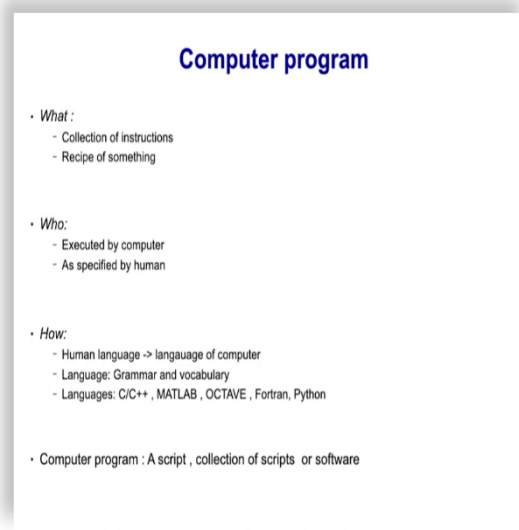 Computer program
· What :
- Collection of instructions
- Recipe of something
· Who:
- Executed by computer
- As specified by human
· How:
- Human language -> langauage of computer
- Language: Grammar and vocabulary
- Languages: C/C++ , MATLAB , OCTAVE , Fortran, Python
· Computer program : A script , collection of scripts or software